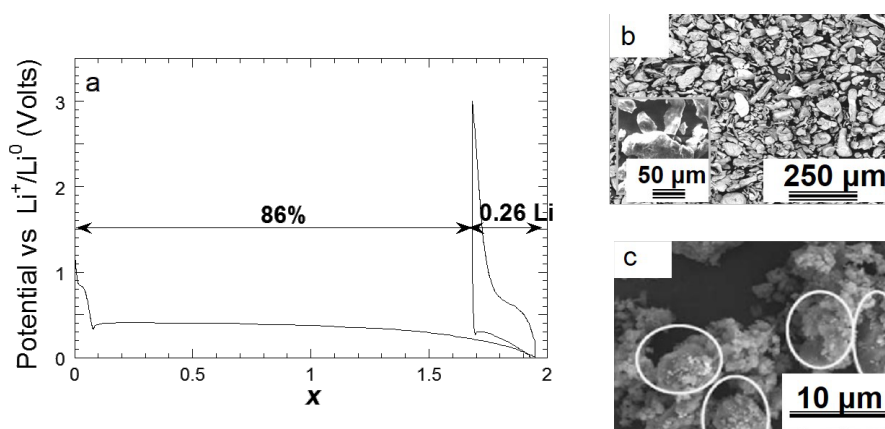 a
Potential vs Li⁺/Li⁰ (Volts)
3
2
1
0
86%
0.26 Li
0
0.5
1
1.5
2
x
b
50 µm
250 µm
c
10 µm